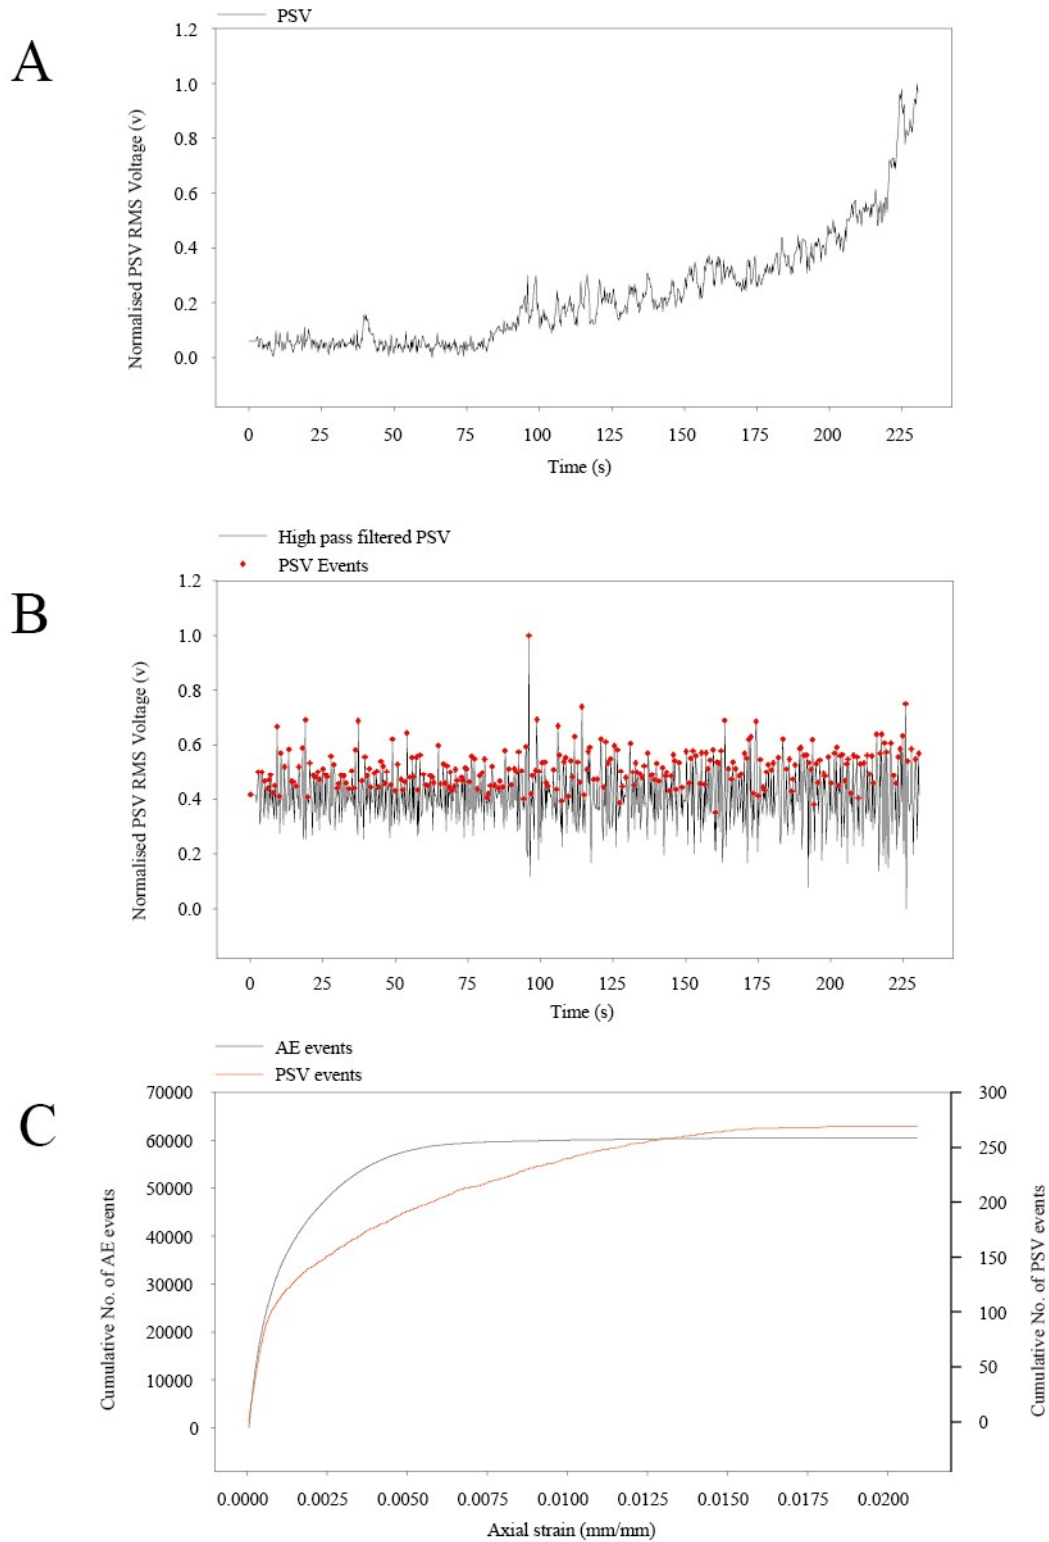 PSV
A
1.2
1.0
0.8
0.6
0.4
0.2
0.0
Normalised PSV RMS Voltage (v)
0 25 50 75 100 125 150 175 200 225
Time (s)
High pass filtered PSV
PSV Events
B
1.2
1.0
0.8
0.6
0.4
0.2
0.0
Normalised PSV RMS Voltage (v)
0 25 50 75 100 125 150 175 200 225
Time (s)
AE events
PSV events
C
70000 300
60000 250
50000 200
40000 150
30000 100
20000 50
10000 0
0
Cumulative No. of AE events
Cumulative No. of PSV events
0.0000 0.0025 0.0050 0.0075 0.0100 0.0125 0.0150 0.0175 0.0200
Axial strain (mm/mm)